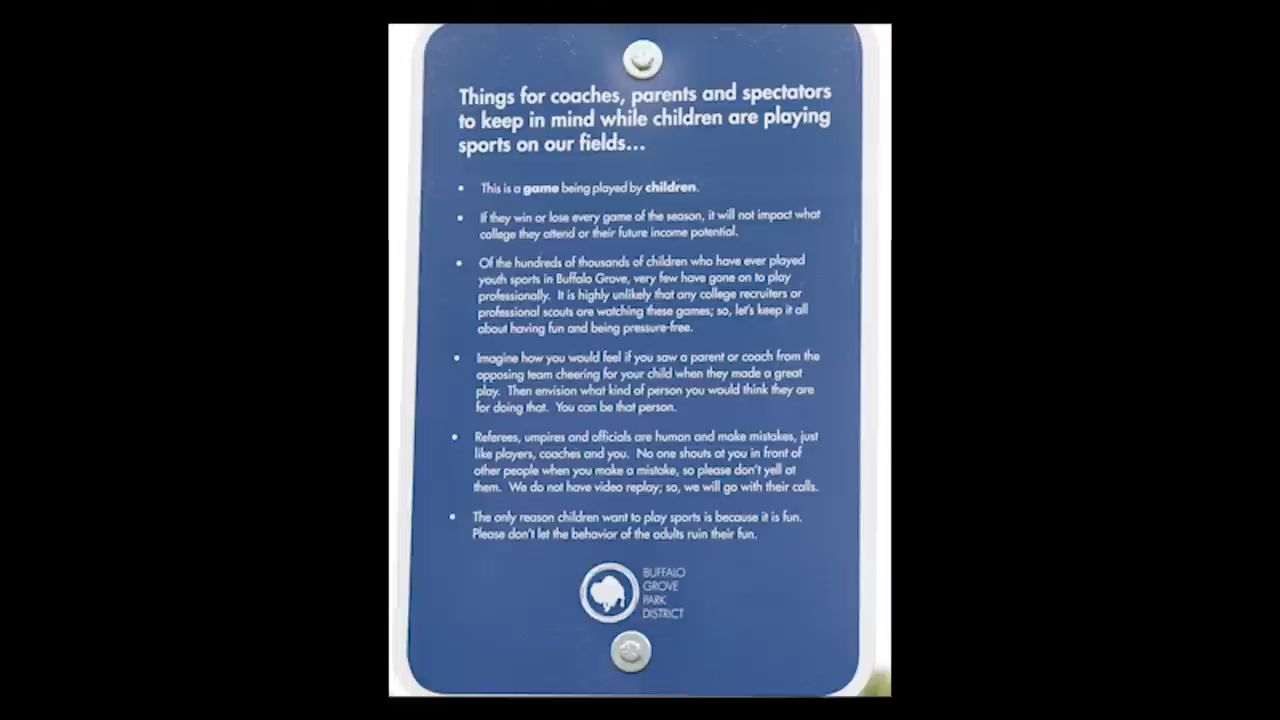 Things for coaches, parents and spectators
to keep in mind while children are playing
sports on our fields...
• This is a game being played by children.
• If they win or lose every game of the season, it will not impact what
college they attend or their future income potential.
• Of the hundreds of thousands of children who have ever played
youth sports in Buffalo Grove, very few have gone on to play
professionally. It is highly unlikely that any college recruiters or
professional scouts are watching these games; so, let's keep it all
about having fun and being pressure-free.
• Imagine how you would feel if you saw a parent or coach from the
opposing team cheering for your child when they made a great
play. Then envision what kind of person you would think they are
for doing that. You can be that person.
• Referees, umpires and officials are human and make mistakes, just
like players, coaches and you. No one shouts at you in front of
other people when you make a mistake, so please don't yell at
them. We do not have video replay; so, we will go with their calls.
• The only reason children want to play sports is because it is fun.
Please don't let the behavior of the adults ruin their fun.
BUFFALO
GROVE
PARK
DISTRICT